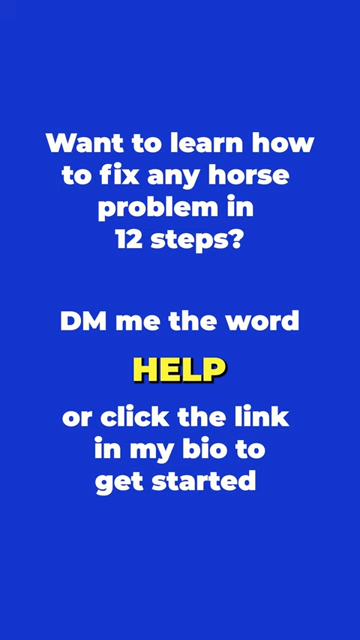 Want to learn how
to fix any horse
problem in
12 steps?
DM me the word
HELP
or click the link
in my bio to
get started